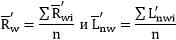 R̅′w = ΣR̅′wi / n и L̅′nw = ΣL′nwi / n